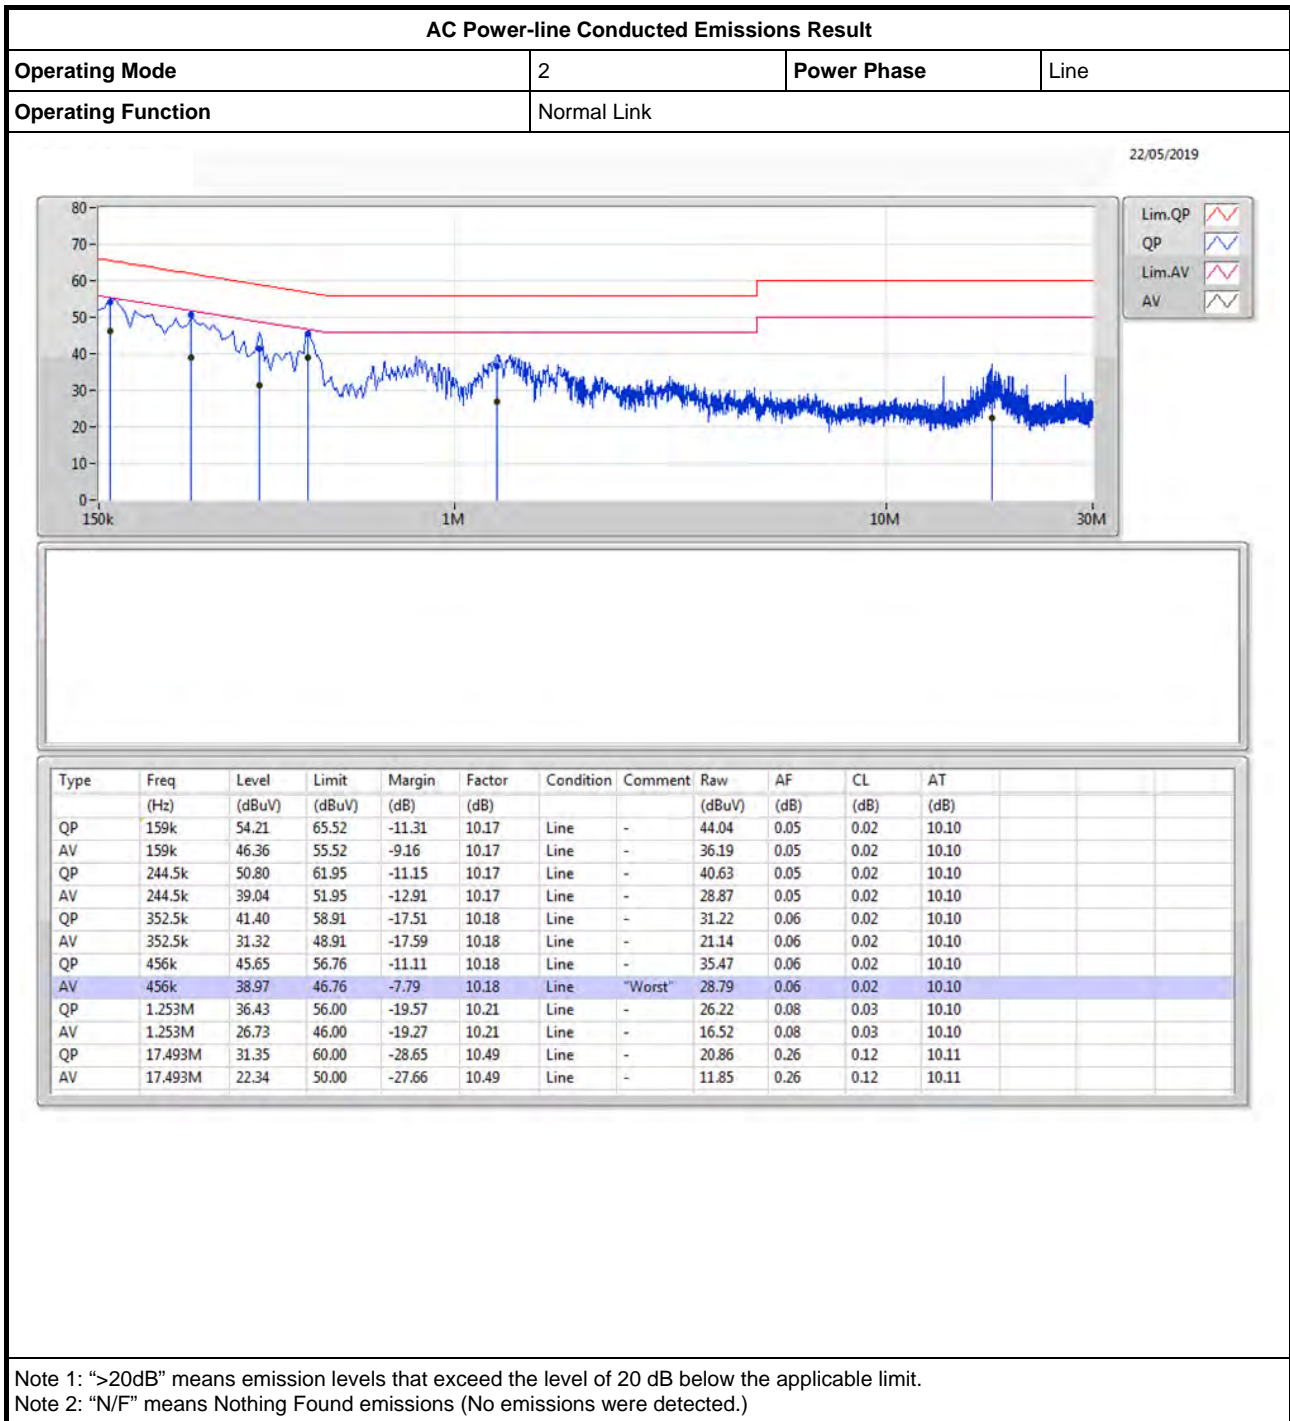 AC Power-line Conducted Emissions Result
Operating Mode 2 Power Phase Line
Operating Function Normal Link
22/05/2019
80
70
60
50
40
30
20
10
0
150k 1M 10M 30M
Lim.QP
QP
Lim.AV
AV
Type Freq Level Limit Margin Factor Condition Comment Raw AF CL AT
(Hz) (dBuV) (dBuV) (dB) (dB) (dBuV) (dB) (dB) (dB)
QP 159k 54.21 65.52 -11.31 10.17 Line - 44.04 0.05 0.02 10.10
AV 159k 46.36 55.52 -9.16 10.17 Line - 36.19 0.05 0.02 10.10
QP 244.5k 50.80 61.95 -11.15 10.17 Line - 40.63 0.05 0.02 10.10
AV 244.5k 39.04 51.95 -12.91 10.17 Line - 28.87 0.05 0.02 10.10
QP 352.5k 41.40 58.91 -17.51 10.18 Line - 31.22 0.06 0.02 10.10
AV 352.5k 31.32 48.91 -17.59 10.18 Line - 21.14 0.06 0.02 10.10
QP 456k 45.65 56.76 -11.11 10.18 Line - 35.47 0.06 0.02 10.10
AV 456k 38.97 46.76 -7.79 10.18 Line "Worst" 28.79 0.06 0.02 10.10
QP 1.253M 36.43 56.00 -19.57 10.21 Line - 26.22 0.08 0.03 10.10
AV 1.253M 26.73 46.00 -19.27 10.21 Line - 16.52 0.08 0.03 10.10
QP 17.493M 31.35 60.00 -28.65 10.49 Line - 20.86 0.26 0.12 10.11
AV 17.493M 22.34 50.00 -27.66 10.49 Line - 11.85 0.26 0.12 10.11
Note 1: “>20dB” means emission levels that exceed the level of 20 dB below the applicable limit.
Note 2: “N/F” means Nothing Found emissions (No emissions were detected.)